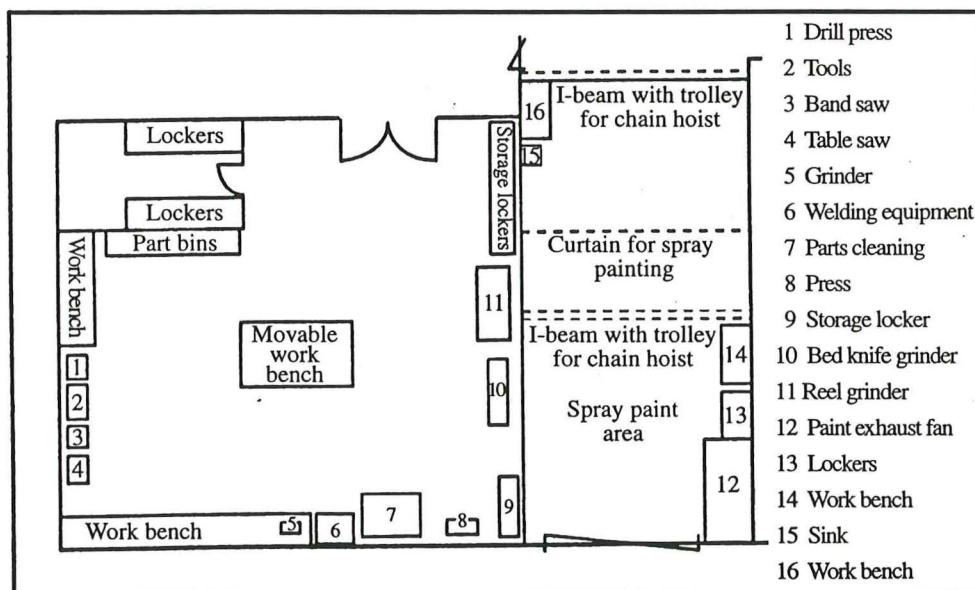 Lockers
Lockers
Part bins
Work bench
Storage lockers
16
15
I-beam with trolley
for chain hoist
Curtain for spray
painting
11
Movable
work
bench
10
I-beam with trolley
for chain hoist
Spray paint
area
14
13
12
1
2
3
4
Work bench
5
6
7
8
9
1 Drill press
2 Tools
3 Band saw
4 Table saw
5 Grinder
6 Welding equipment
7 Parts cleaning
8 Press
9 Storage locker
10 Bed knife grinder
11 Reel grinder
12 Paint exhaust fan
13 Lockers
14 Work bench
15 Sink
16 Work bench